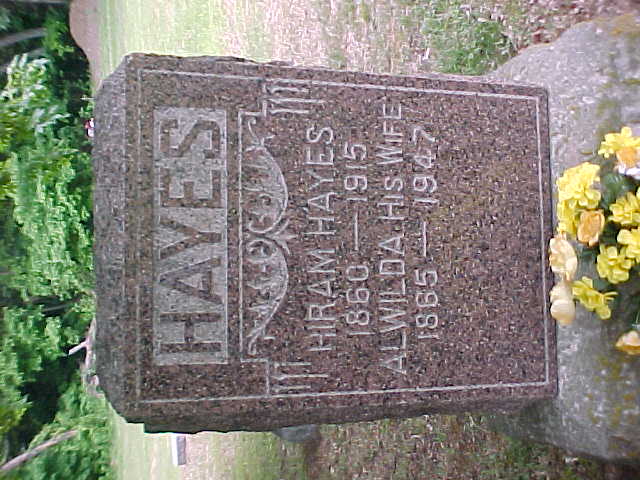 HAYES
HIRAM HAYES
1860 — 1915
ALWILDA HIS WIFE
1865 — 1947